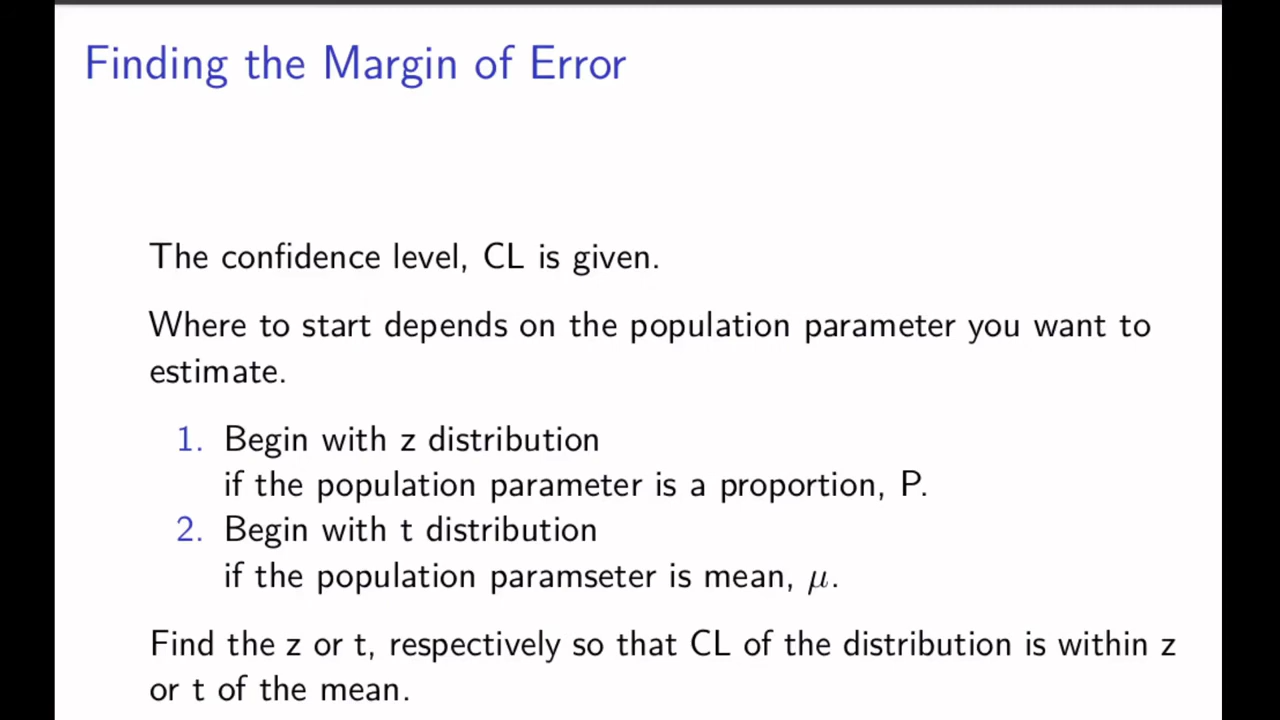 Finding the Margin of Error
The confidence level, CL is given.
Where to start depends on the population parameter you want to
estimate.
1. Begin with z distribution
if the population parameter is a proportion, P.
2. Begin with t distribution
if the population paramseter is mean, μ.
Find the z or t, respectively so that CL of the distribution is within z
or t of the mean.